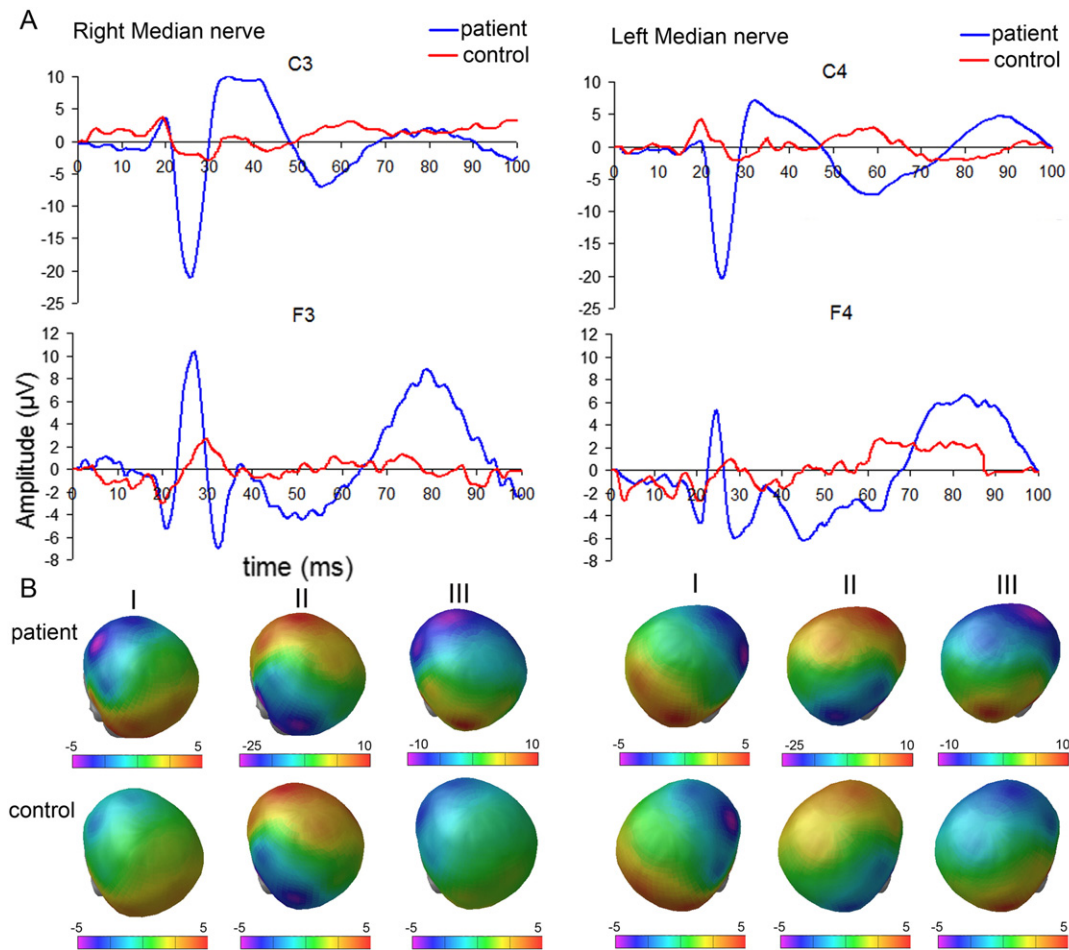 A
Right Median nerve
patient
control
Left Median nerve
patient
control
C3
10
5
0
-5
-10
-15
-20
-25
0 10 20 30 40 50 60 70 80 90 100
C4
10
5
0
-5
-10
-15
-20
-25
0 10 20 30 40 50 60 70 80 90 100
F3
Amplitude (µV)
12
10
8
6
4
2
0
-2
-4
-6
-8
0 10 20 30 40 50 60 70 80 90 100
time (ms)
F4
12
10
8
6
4
2
0
-2
-4
-6
-8
0 10 20 30 40 50 60 70 80 90 100
B
I II III I II III
patient
-5 5 -25 10 -10 10 -5 5 -25 10 -10 10
control
-5 5 -5 5 -5 5 -5 5 -5 5 -5 5